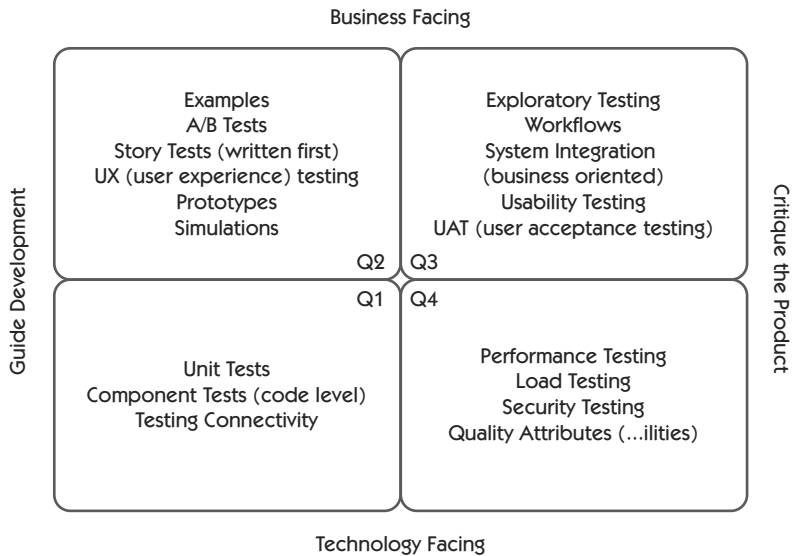 Business Facing
Guide Development
Examples
A/B Tests
Story Tests (written first)
UX (user experience) testing
Prototypes
Simulations
Q2
Exploratory Testing
Workflows
System Integration
(business oriented)
Usability Testing
UAT (user acceptance testing)
Q3
Critique the Product
Q1
Unit Tests
Component Tests (code level)
Testing Connectivity
Q4
Performance Testing
Load Testing
Security Testing
Quality Attributes (...ilities)
Technology Facing